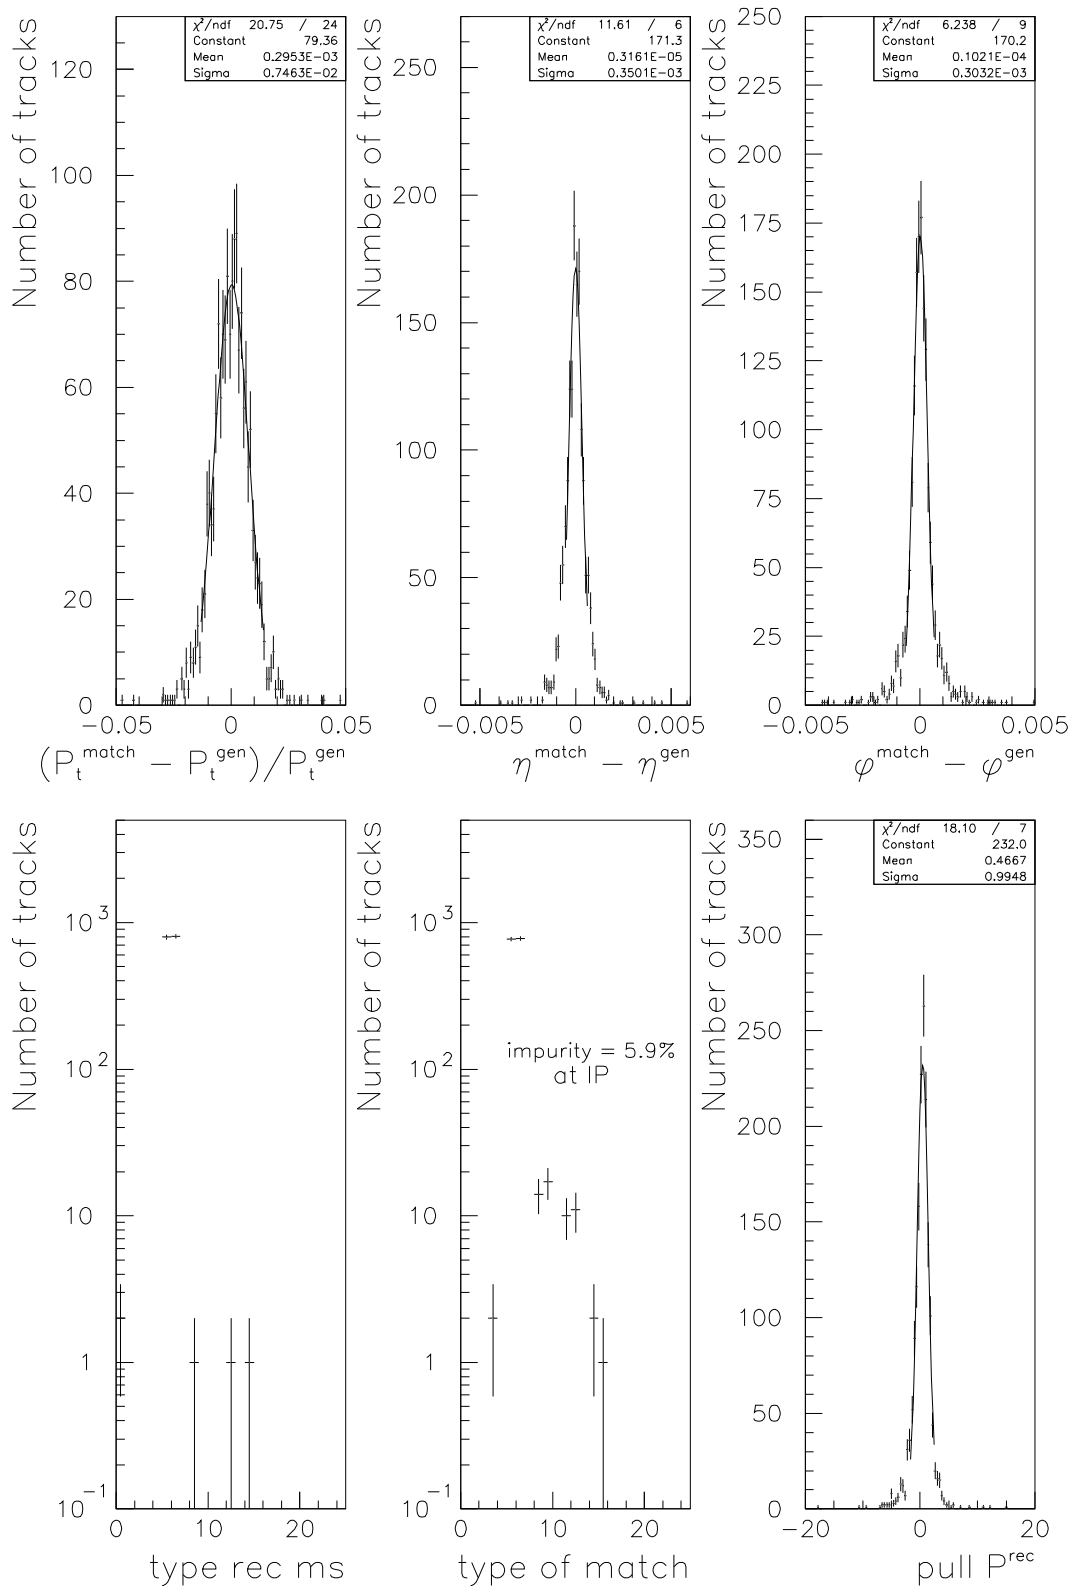 Number of tracks
χ²/ndf 20.75 / 24
Constant 79.36
Mean 0.2953E-03
Sigma 0.7463E-02
120
100
80
60
40
20
0
-0.05 0 0.05
(P_t^match - P_t^gen)/P_t^gen
Number of tracks
χ²/ndf 11.61 / 6
Constant 171.3
Mean 0.3161E-05
Sigma 0.3501E-03
250
200
150
100
50
0
-0.005 0 0.005
η^match - η^gen
Number of tracks
χ²/ndf 6.238 / 9
Constant 170.2
Mean 0.1021E-04
Sigma 0.3032E-03
250
225
200
175
150
125
100
75
50
25
0
-0.005 0 0.005
φ^match - φ^gen
Number of tracks
10^3
10^2
10
1
10^-1
0 10 20
type rec ms
Number of tracks
10^3
10^2
10
1
10^-1
impurity = 5.9%
at IP
0 10 20
type of match
Number of tracks
χ²/ndf 18.10 / 7
Constant 232.0
Mean 0.4667
Sigma 0.9948
350
300
250
200
150
100
50
0
-20 0 20
pull P^rec